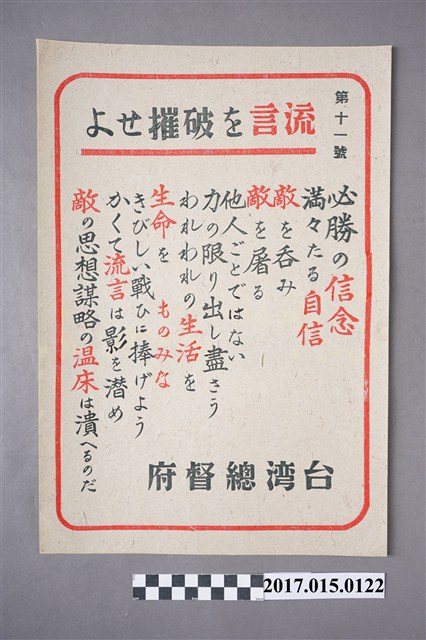 第十一號
流言を破摧せよ
必勝の信念
満々たる自信
敵を呑み
敵を屠る
他人ごとではない
力の限り出し盡さう
われわれの生活を
生命を ものみな
きびしい戰ひに捧げよう
かくて流言は影を潜め
敵の思想謀略の温床は潰へるのだ
台湾總督府
2017.015.0122